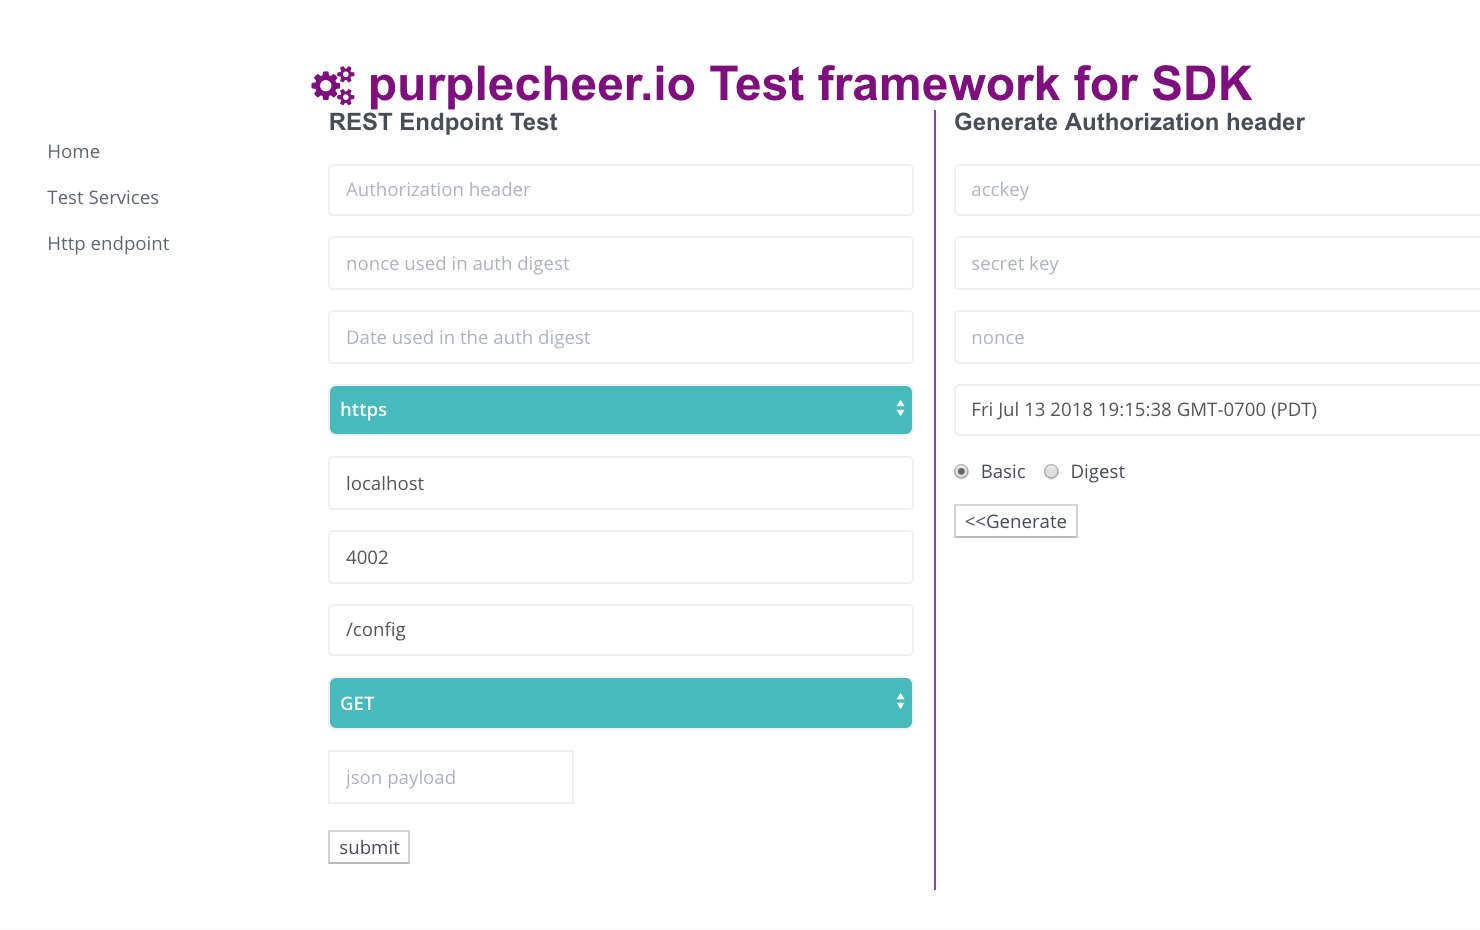 purplecheer.io Test framework for SDK
Home
Test Services
Http endpoint
REST Endpoint Test
Authorization header
nonce used in auth digest
Date used in the auth digest
https
localhost
4002
/config
GET
json payload
submit
Generate Authorization header
acckey
secret key
nonce
Fri Jul 13 2018 19:15:38 GMT-0700 (PDT)
Basic Digest
<<Generate